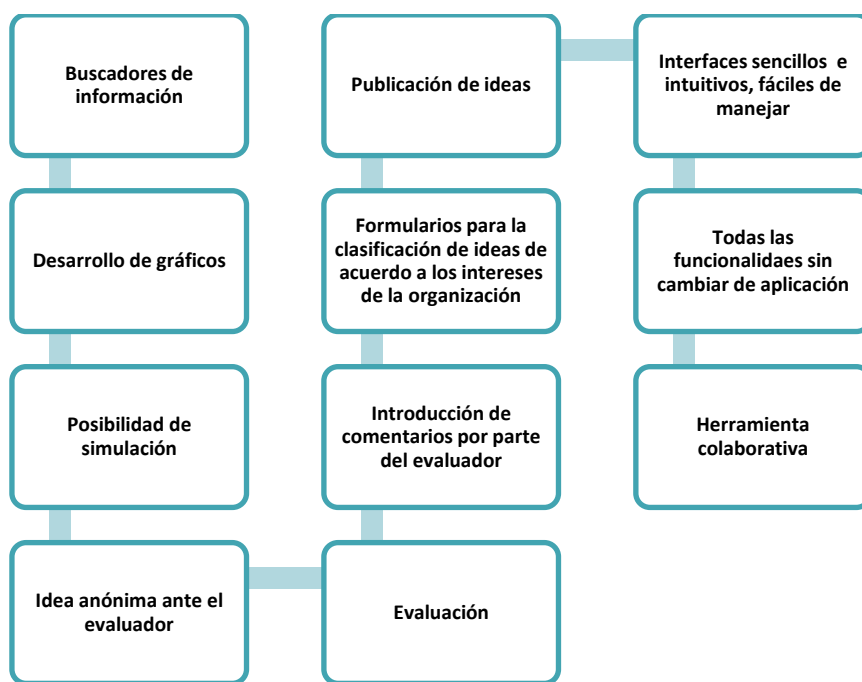 Buscadores de
información
Desarrollo de gráficos
Posibilidad de
simulación
Idea anónima ante el
evaluador
Evaluación
Introducción de
comentarios por parte
del evaluador
Formularios para la
clasificación de ideas de
acuerdo a los intereses
de la organización
Publicación de ideas
Interfaces sencillos e
intuitivos, fáciles de
manejar
Todas las
funcionalidaes sin
cambiar de aplicación
Herramienta
colaborativa